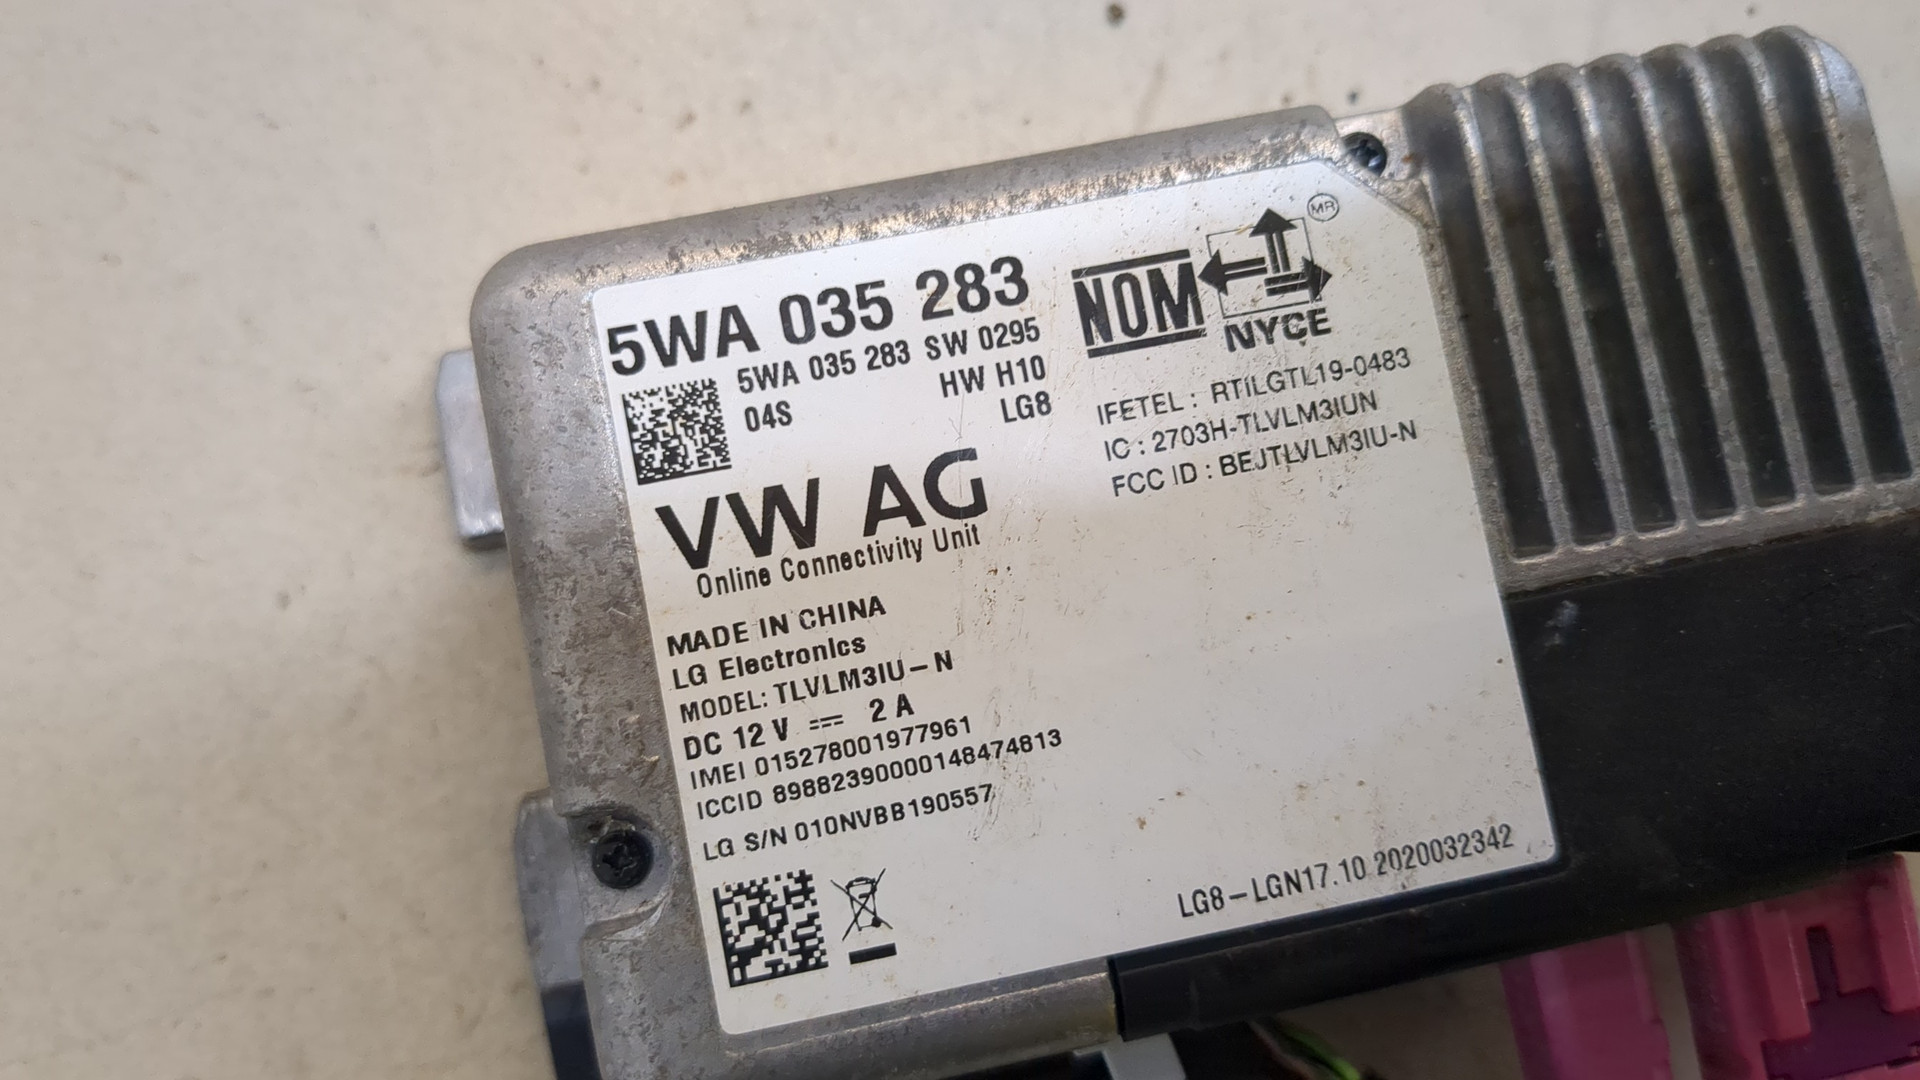 5WA 035 283
5WA 035 283 SW 0295
HW H10
04S LG8
VW AG
Online Connectivity Unit
MADE IN CHINA
LG Electronics
MODEL: TLVLM3IU-N
DC 12 V ⎓ 2 A
IMEI 015278001977961
ICCID 89882390000148474813
LG S/N 010NVBB190557
NOM
MR
NYCE
IFETEL : RTILGTL19-0483
IC : 2703H-TLVLM3IUN
FCC ID : BEJTLVLM3IU-N
LG8-LGN17.10 2020032342